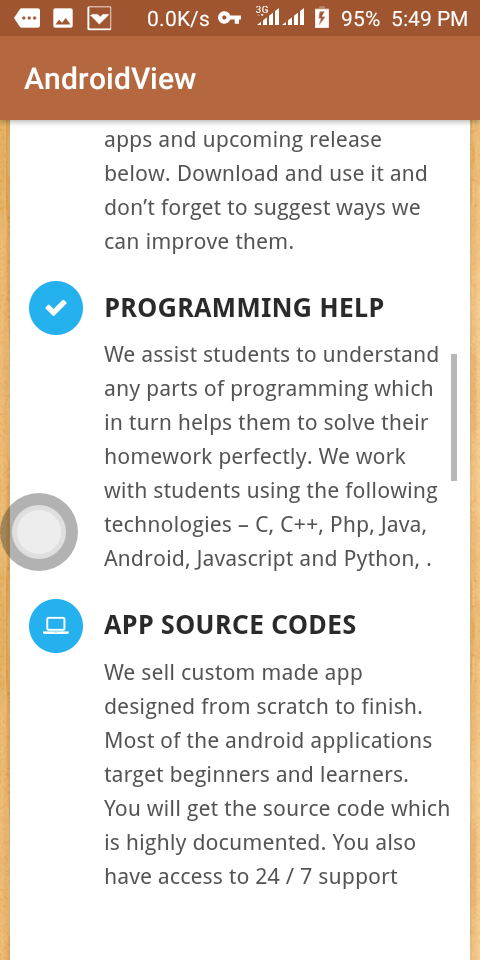 0.0K/s 3G 95% 5:49 PM
AndroidView
apps and upcoming release
below. Download and use it and
don’t forget to suggest ways we
can improve them.
PROGRAMMING HELP
We assist students to understand
any parts of programming which
in turn helps them to solve their
homework perfectly. We work
with students using the following
technologies – C, C++, Php, Java,
Android, Javascript and Python, .
APP SOURCE CODES
We sell custom made app
designed from scratch to finish.
Most of the android applications
target beginners and learners.
You will get the source code which
is highly documented. You also
have access to 24 / 7 support